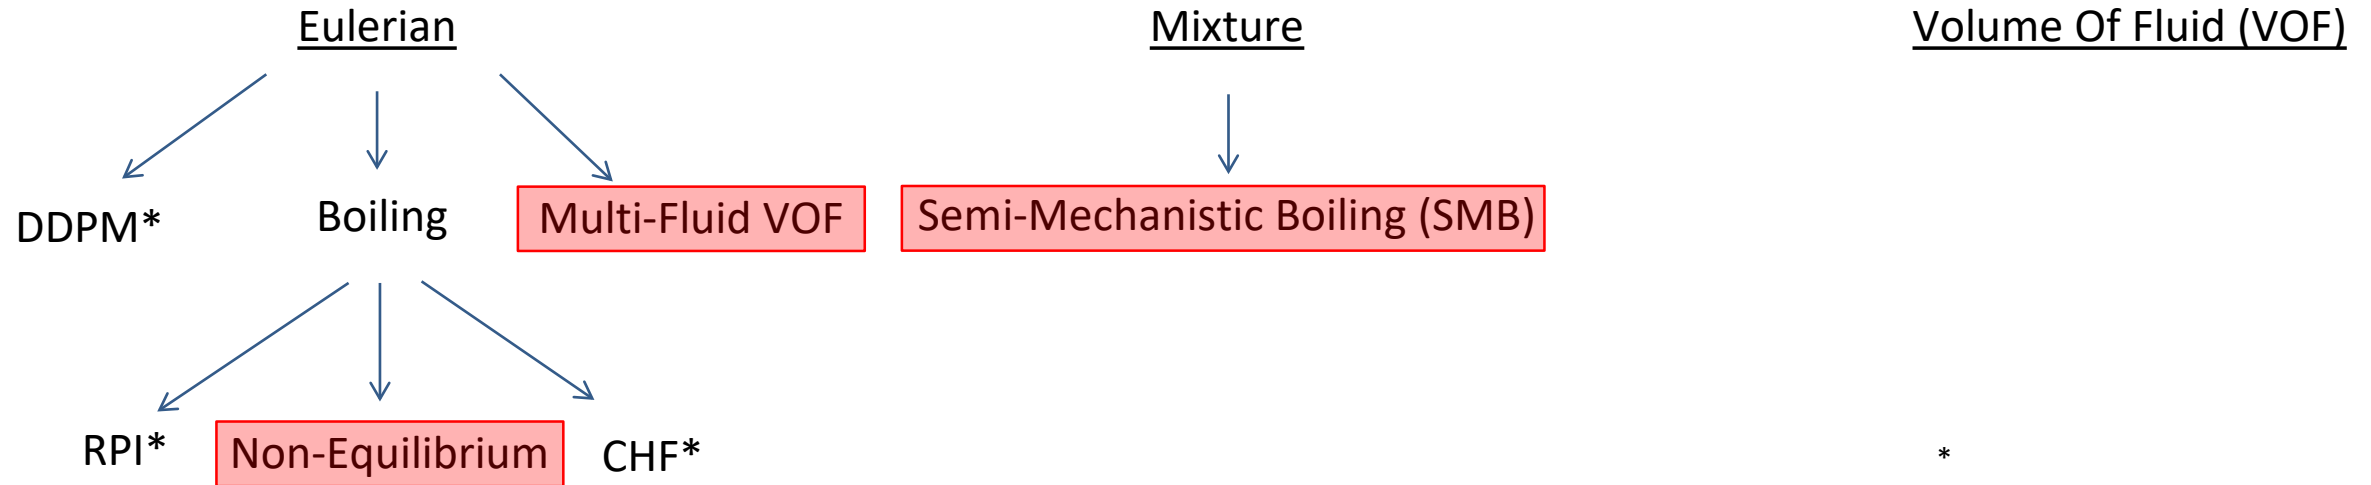 Eulerian
Mixture
Volume Of Fluid (VOF)
DDPM*
Boiling
Multi-Fluid VOF
Semi-Mechanistic Boiling (SMB)
RPI*
Non-Equilibrium
CHF*
*